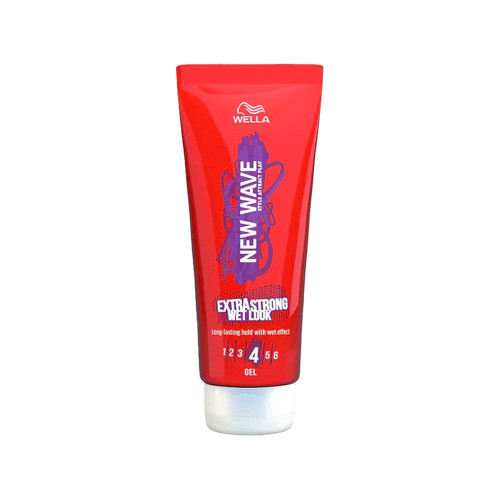 WELLA
NEW WAVE
STYLE ATTRACT PLAY
EXTRA STRONG
WET LOOK
Long-lasting hold with wet effect
1 2 3 4 5 6
GEL